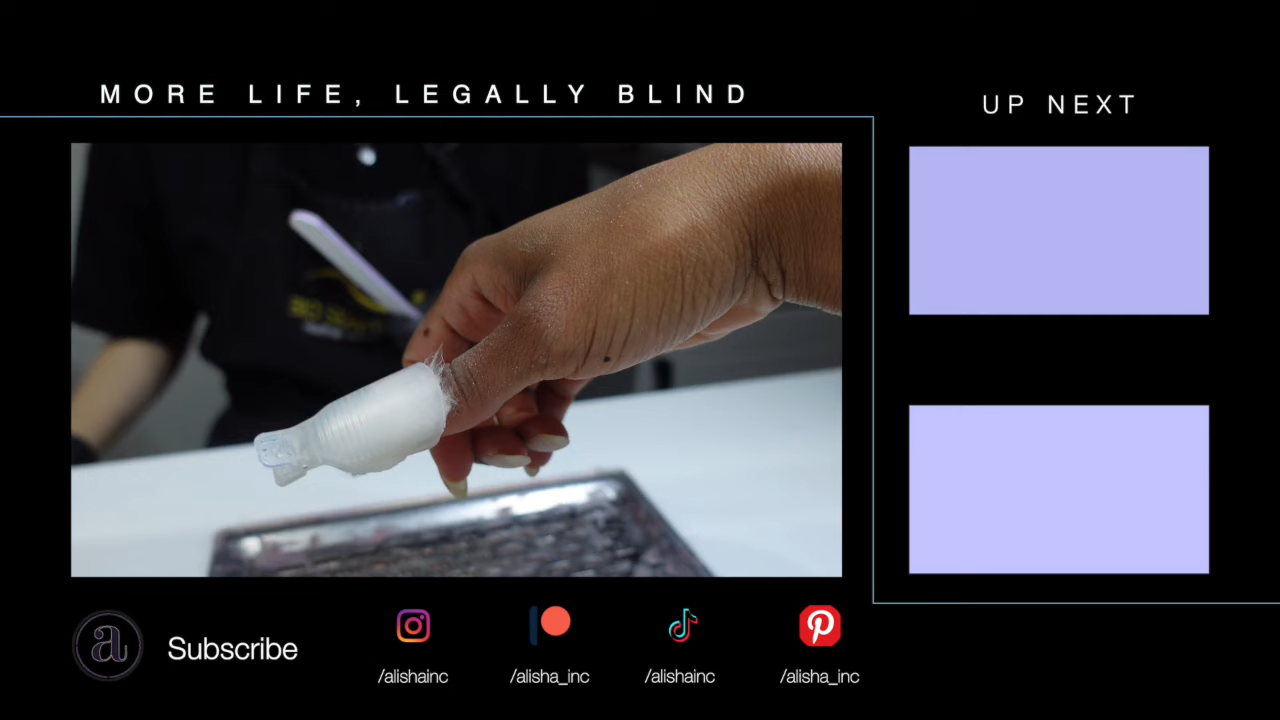 MORE LIFE, LEGALLY BLIND
UP NEXT
a
Subscribe
/alishainc
/alisha_inc
/alishainc
/alisha_inc